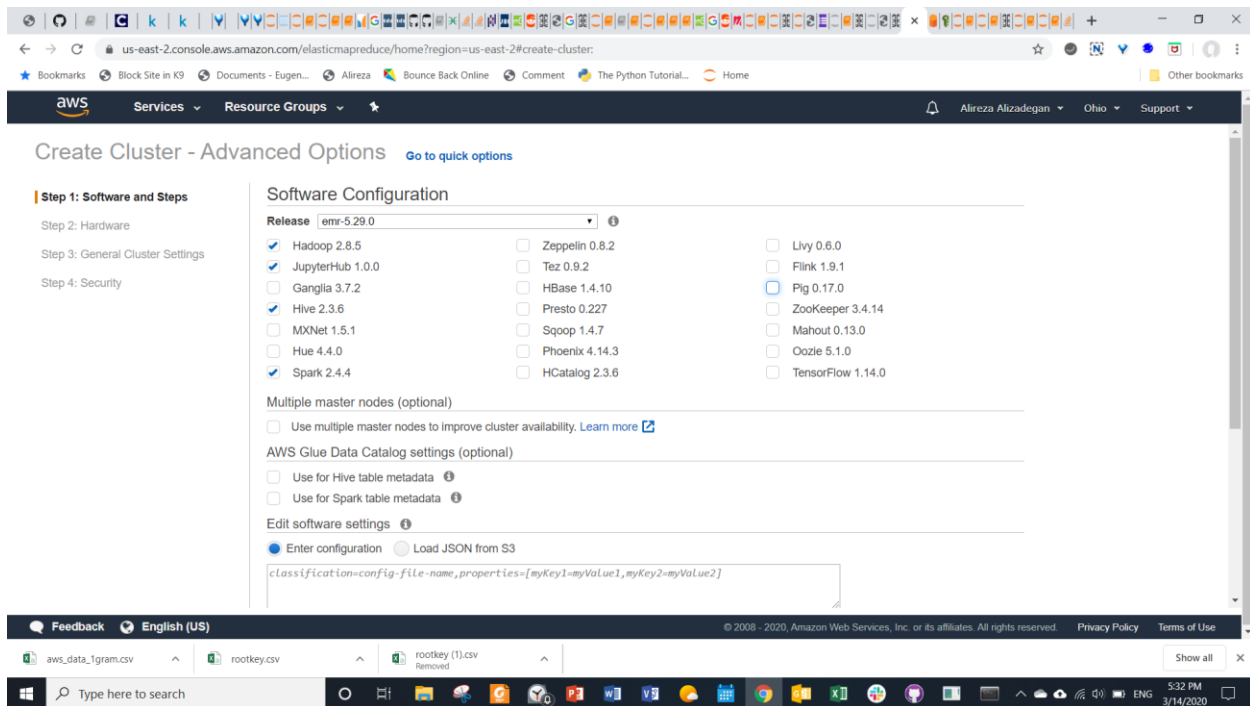 us-east-2.console.aws.amazon.com/elasticmapreduce/home?region=us-east-2#create-cluster:
Bookmarks Block Site in K9 Documents - Eugen... Alireza Bounce Back Online Comment The Python Tutorial... Home Other bookmarks
aws Services Resource Groups Alireza Alizadegan Ohio Support
Create Cluster - Advanced Options Go to quick options
Step 1: Software and Steps
Step 2: Hardware
Step 3: General Cluster Settings
Step 4: Security
Software Configuration
Release emr-5.29.0
Hadoop 2.8.5 Zeppelin 0.8.2 Livy 0.6.0
JupyterHub 1.0.0 Tez 0.9.2 Flink 1.9.1
Ganglia 3.7.2 HBase 1.4.10 Pig 0.17.0
Hive 2.3.6 Presto 0.227 ZooKeeper 3.4.14
MXNet 1.5.1 Sqoop 1.4.7 Mahout 0.13.0
Hue 4.4.0 Phoenix 4.14.3 Oozie 5.1.0
Spark 2.4.4 HCatalog 2.3.6 TensorFlow 1.14.0
Multiple master nodes (optional)
Use multiple master nodes to improve cluster availability. Learn more
AWS Glue Data Catalog settings (optional)
Use for Hive table metadata
Use for Spark table metadata
Edit software settings
Enter configuration Load JSON from S3
classification=config-file-name,properties=[myKey1=myValue1,myKey2=myValue2]
Feedback English (US) © 2008 - 2020, Amazon Web Services, Inc. or its affiliates. All rights reserved. Privacy Policy Terms of Use
aws_data_1gram.csv rootkey.csv rootkey (1).csv Show all
Removed
Type here to search ENG 5:32 PM
3/14/2020